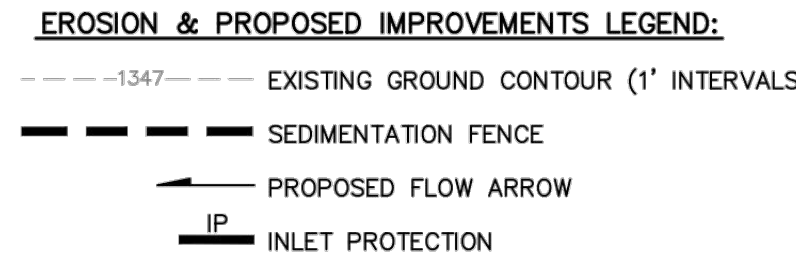 EROSION & PROPOSED IMPROVEMENTS LEGEND:
1347 EXISTING GROUND CONTOUR (1' INTERVALS
SEDIMENTATION FENCE
PROPOSED FLOW ARROW
IP INLET PROTECTION